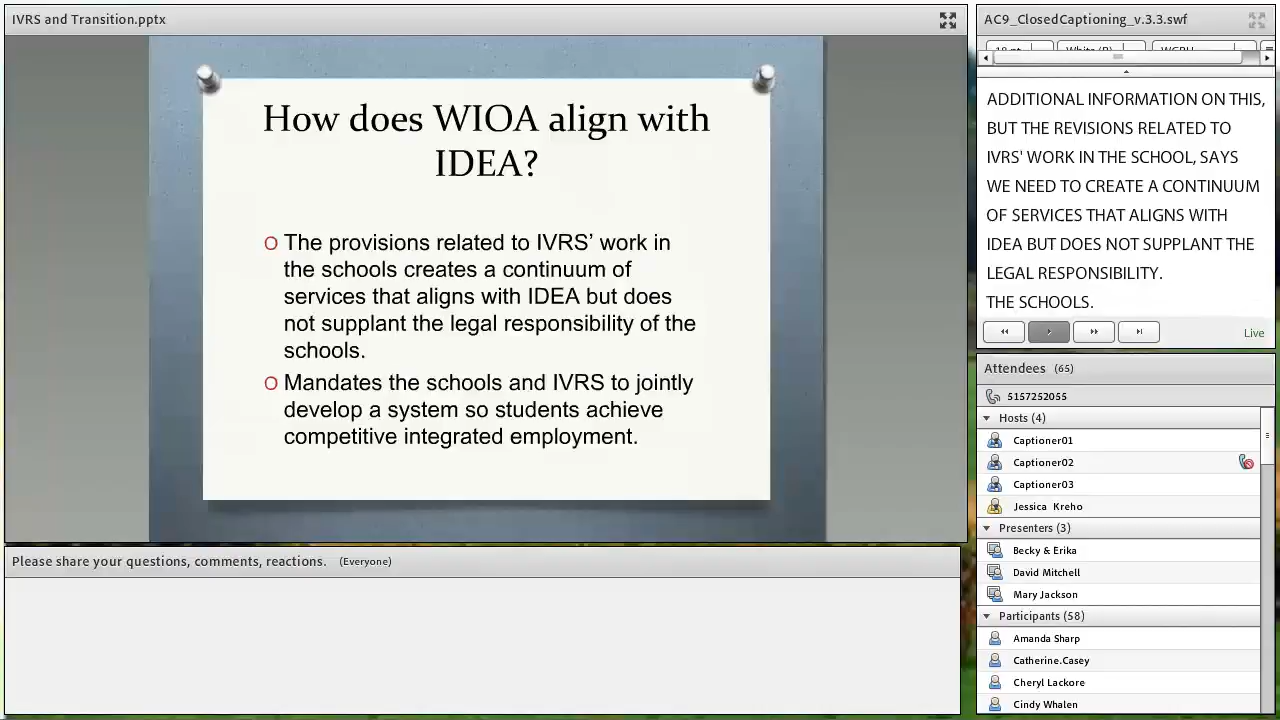 IVRS and Transition.pptx
How does WIOA align with
IDEA?
O The provisions related to IVRS’ work in
the schools creates a continuum of
services that aligns with IDEA but does
not supplant the legal responsibility of the
schools.
O Mandates the schools and IVRS to jointly
develop a system so students achieve
competitive integrated employment.
Please share your questions, comments, reactions. (Everyone)
AC9_ClosedCaptioning_v.3.3.swf
ADDITIONAL INFORMATION ON THIS,
BUT THE REVISIONS RELATED TO
IVRS' WORK IN THE SCHOOL, SAYS
WE NEED TO CREATE A CONTINUUM
OF SERVICES THAT ALIGNS WITH
IDEA BUT DOES NOT SUPPLANT THE
LEGAL RESPONSIBILITY.
THE SCHOOLS.
Live
Attendees (65)
5157252055
Hosts (4)
Captioner01
Captioner02
Captioner03
Jessica Kreho
Presenters (3)
Becky & Erika
David Mitchell
Mary Jackson
Participants (58)
Amanda Sharp
Catherine.Casey
Cheryl Lackore
Cindy Whalen